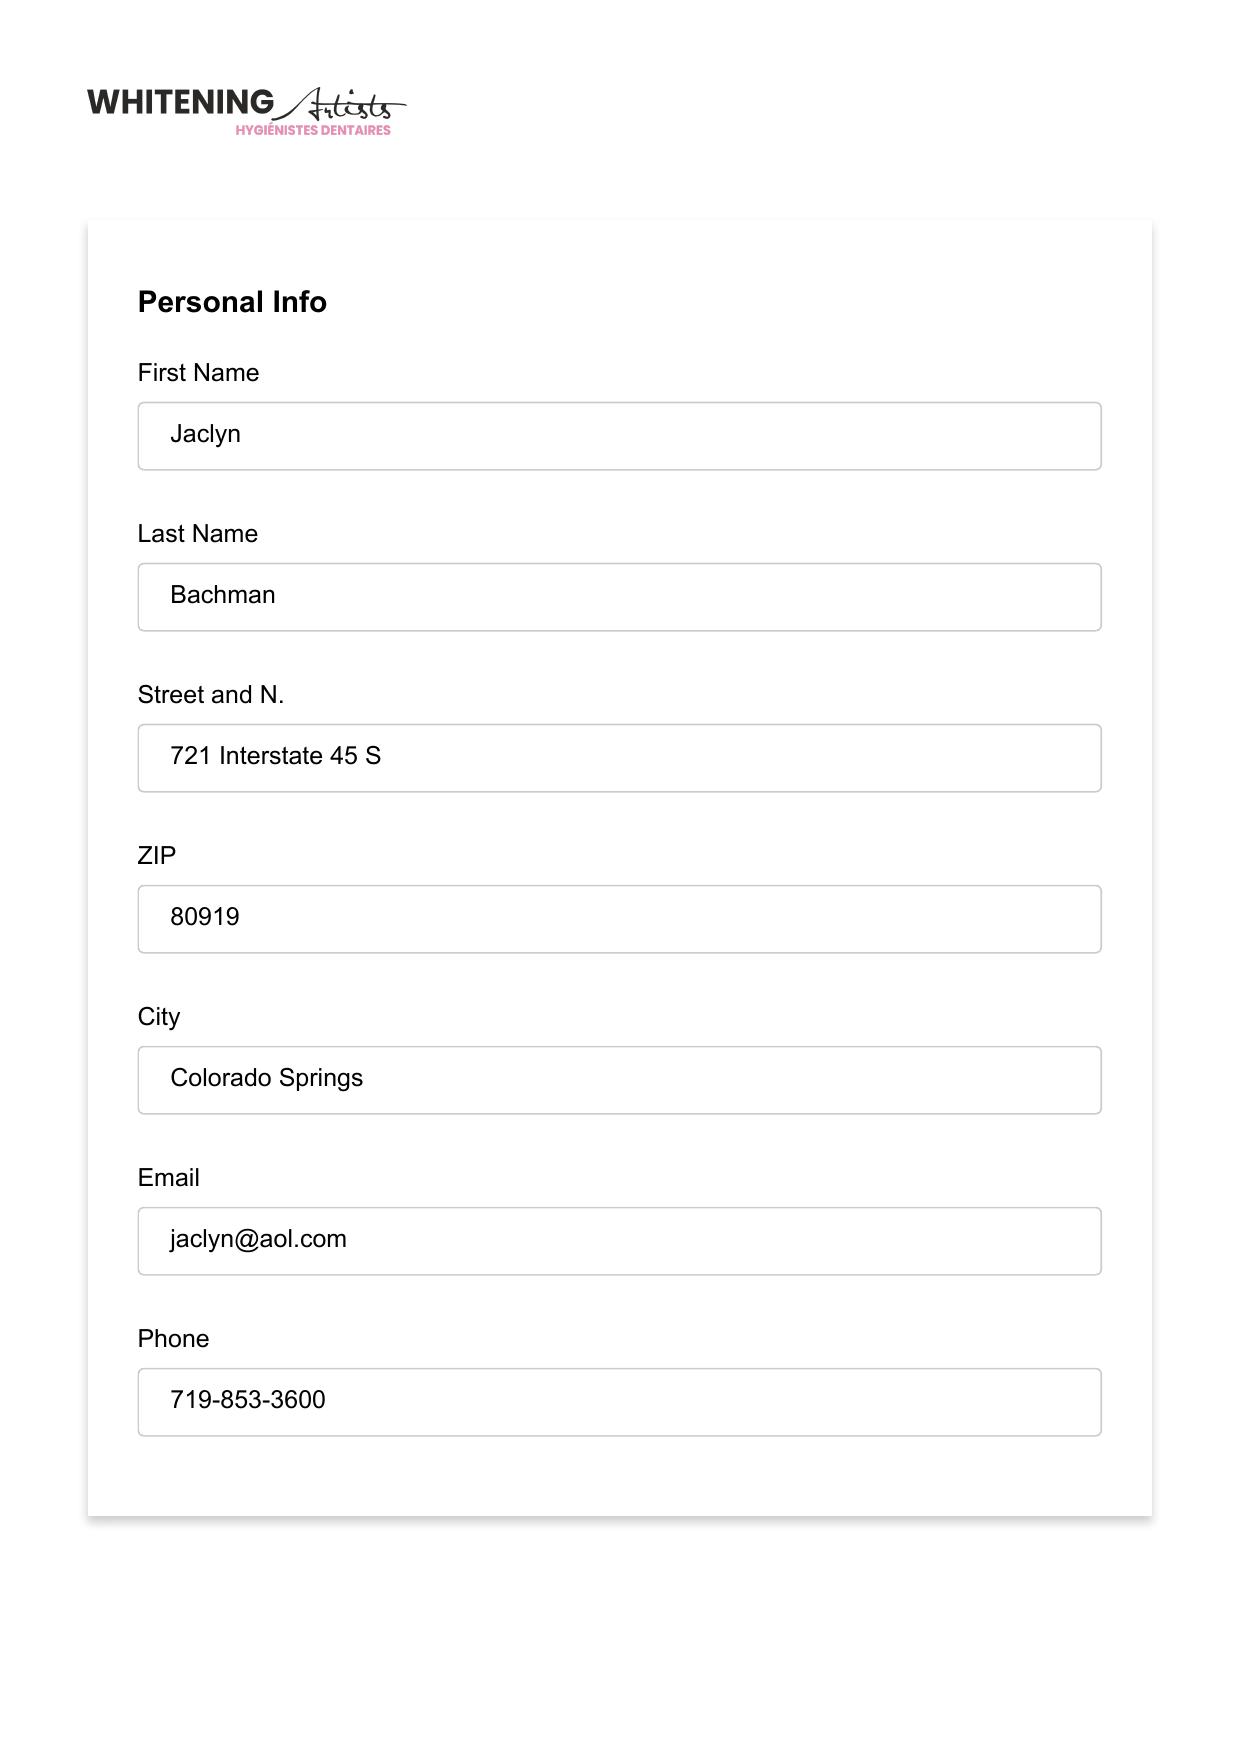 WHITENING Artists
HYGIÉNISTES DENTAIRES
Personal Info
First Name
Jaclyn
Last Name
Bachman
Street and N.
721 Interstate 45 S
ZIP
80919
City
Colorado Springs
Email
jaclyn@aol.com
Phone
719-853-3600